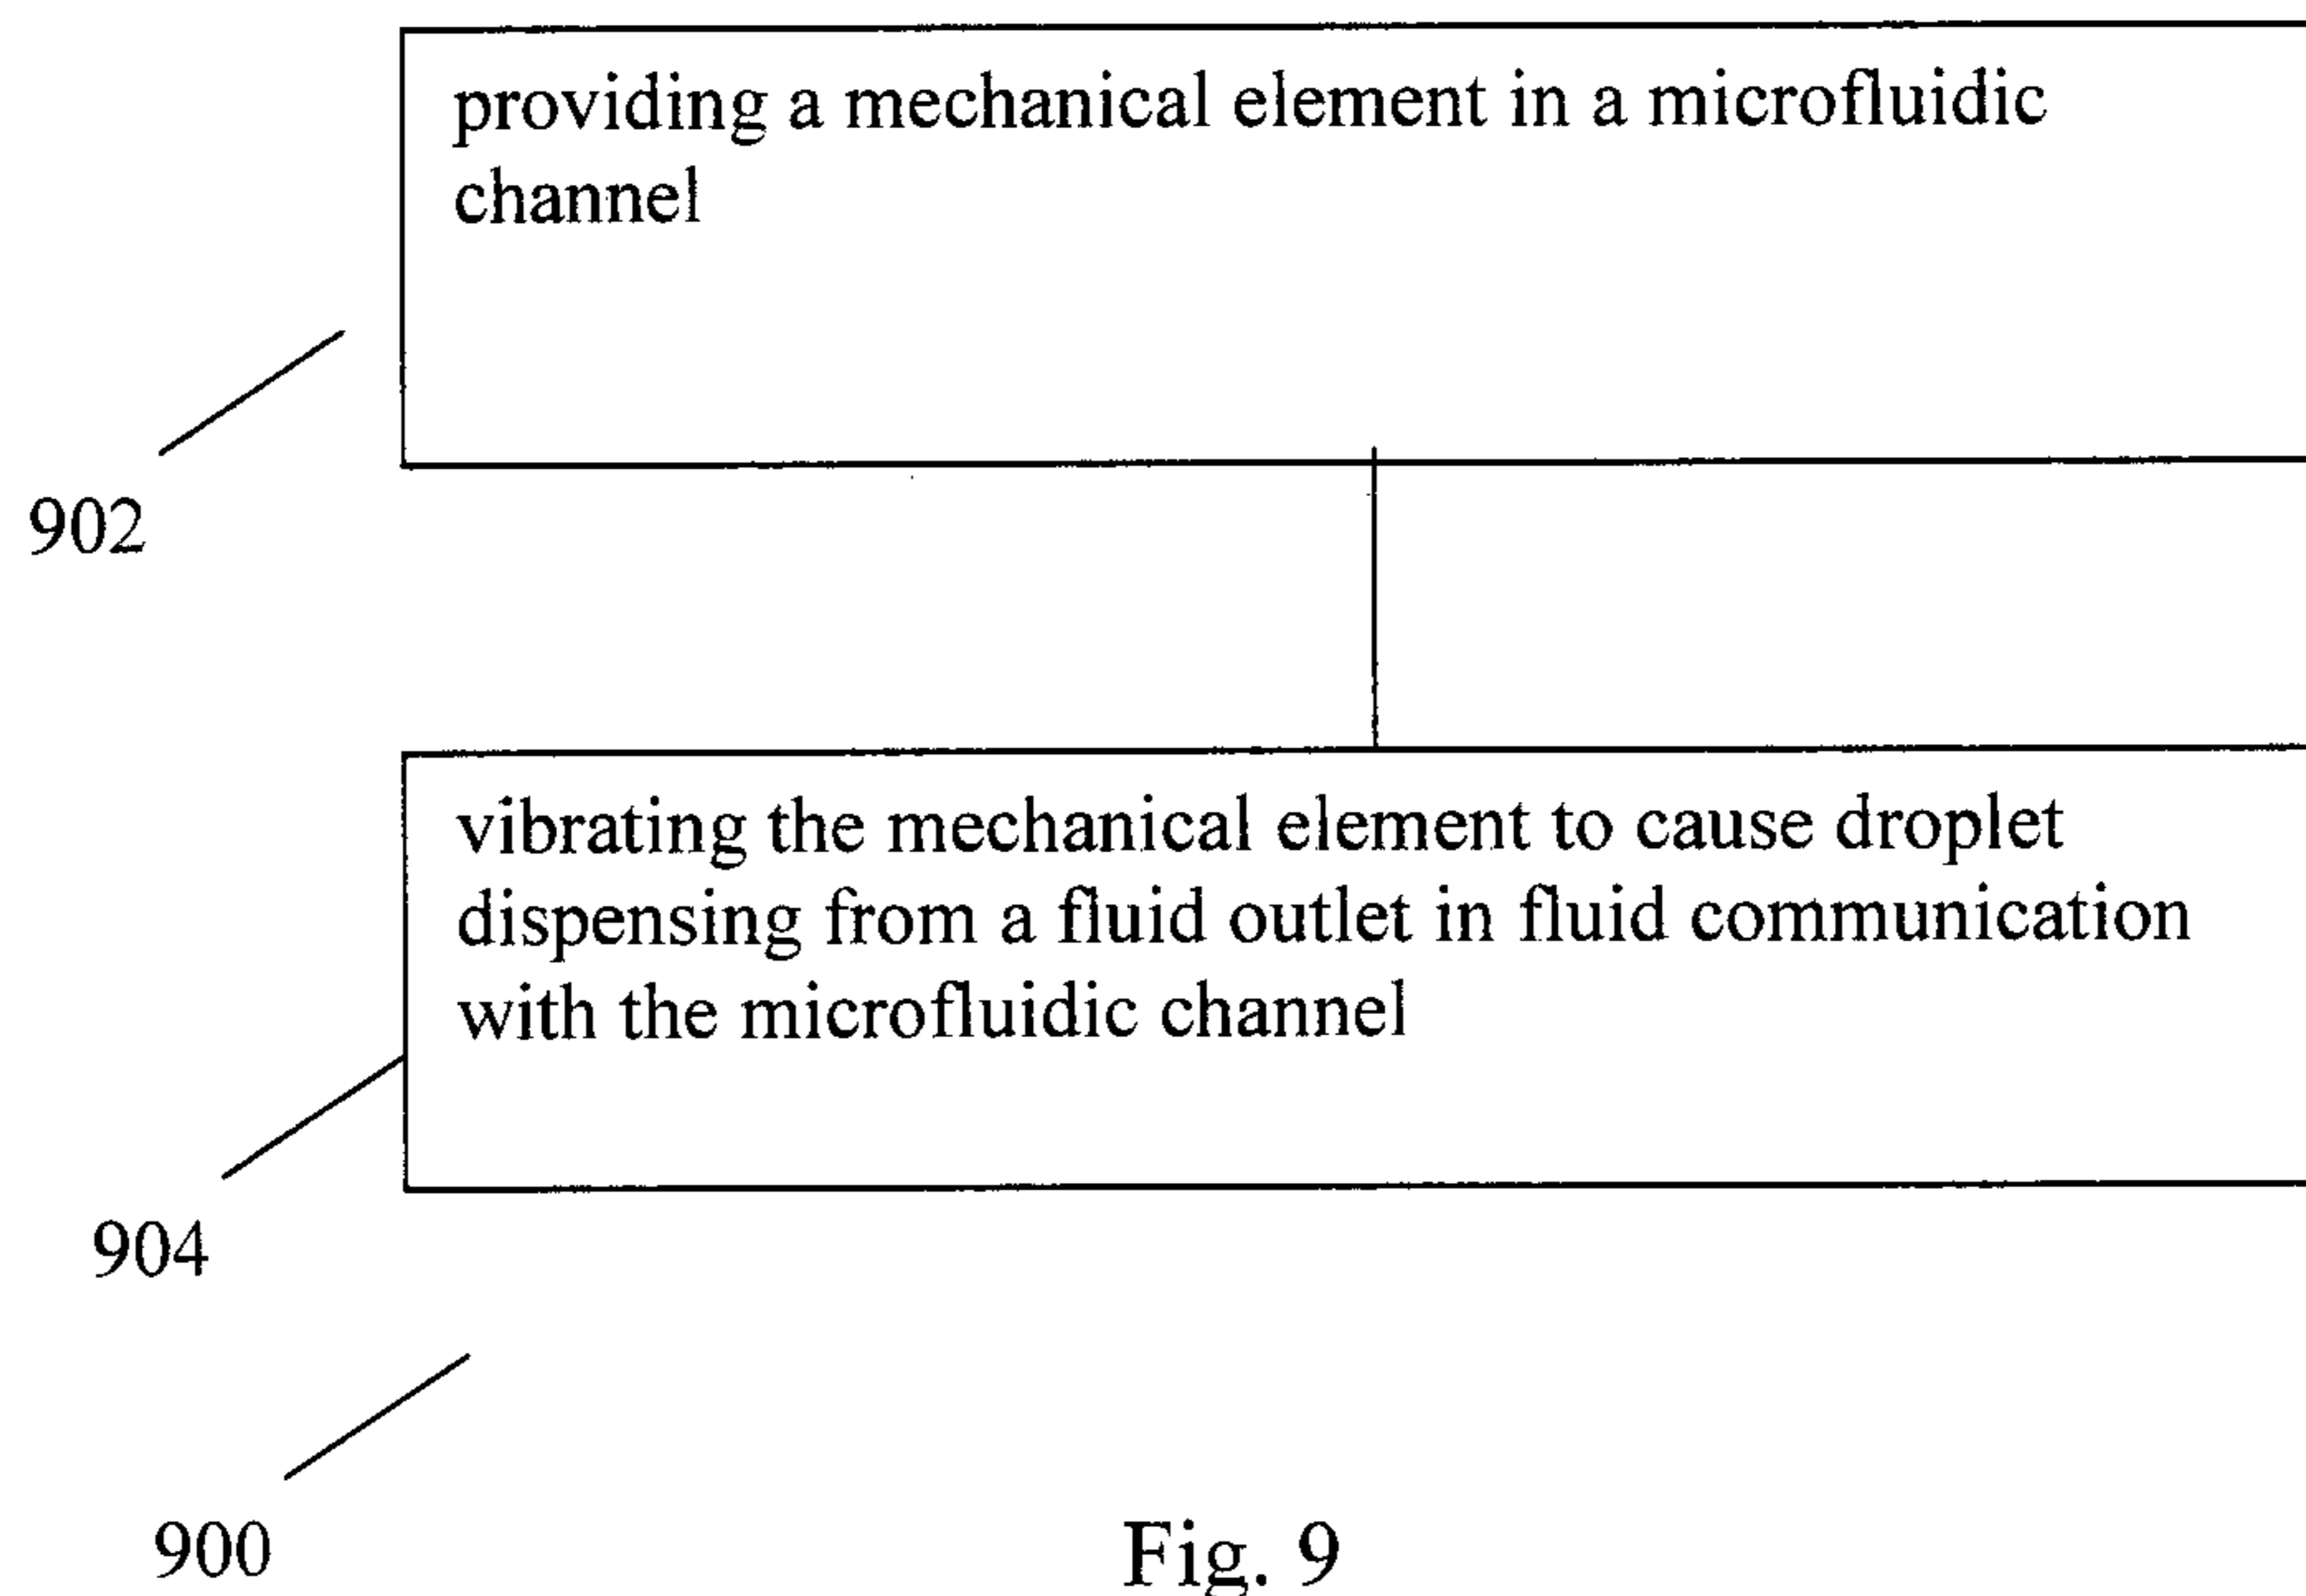 providing a mechanical element in a microfluidic
channel
902
vibrating the mechanical element to cause droplet
dispensing from a fluid outlet in fluid communication
with the microfluidic channel
904
900
Fig. 9